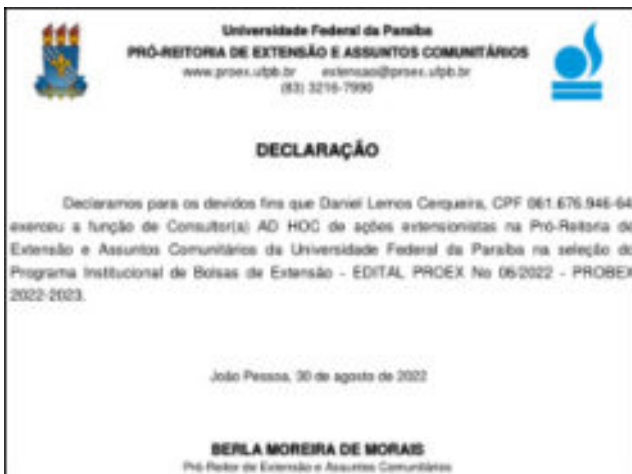 Universidade Federal da Paraíba
PRÓ-REITORIA DE EXTENSÃO E ASSUNTOS COMUNITÁRIOS
www.proex.ufpb.br extensao@proex.ufpb.br
(83) 3216-7990
DECLARAÇÃO
Declaramos para os devidos fins que Daniel Lemos Cerqueira, CPF 061.676.946-64
exerceu a função de Consultor(a) AD HOC de ações extensionistas na Pró-Reitoria de
Extensão e Assuntos Comunitários da Universidade Federal da Paraíba na seleção do
Programa Institucional de Bolsas de Extensão - EDITAL PROEX No 06/2022 - PROBEX
2022-2023.
João Pessoa, 30 de agosto de 2022
BERLA MOREIRA DE MORAIS
Pró Reitor de Extensão e Assuntos Comunitários